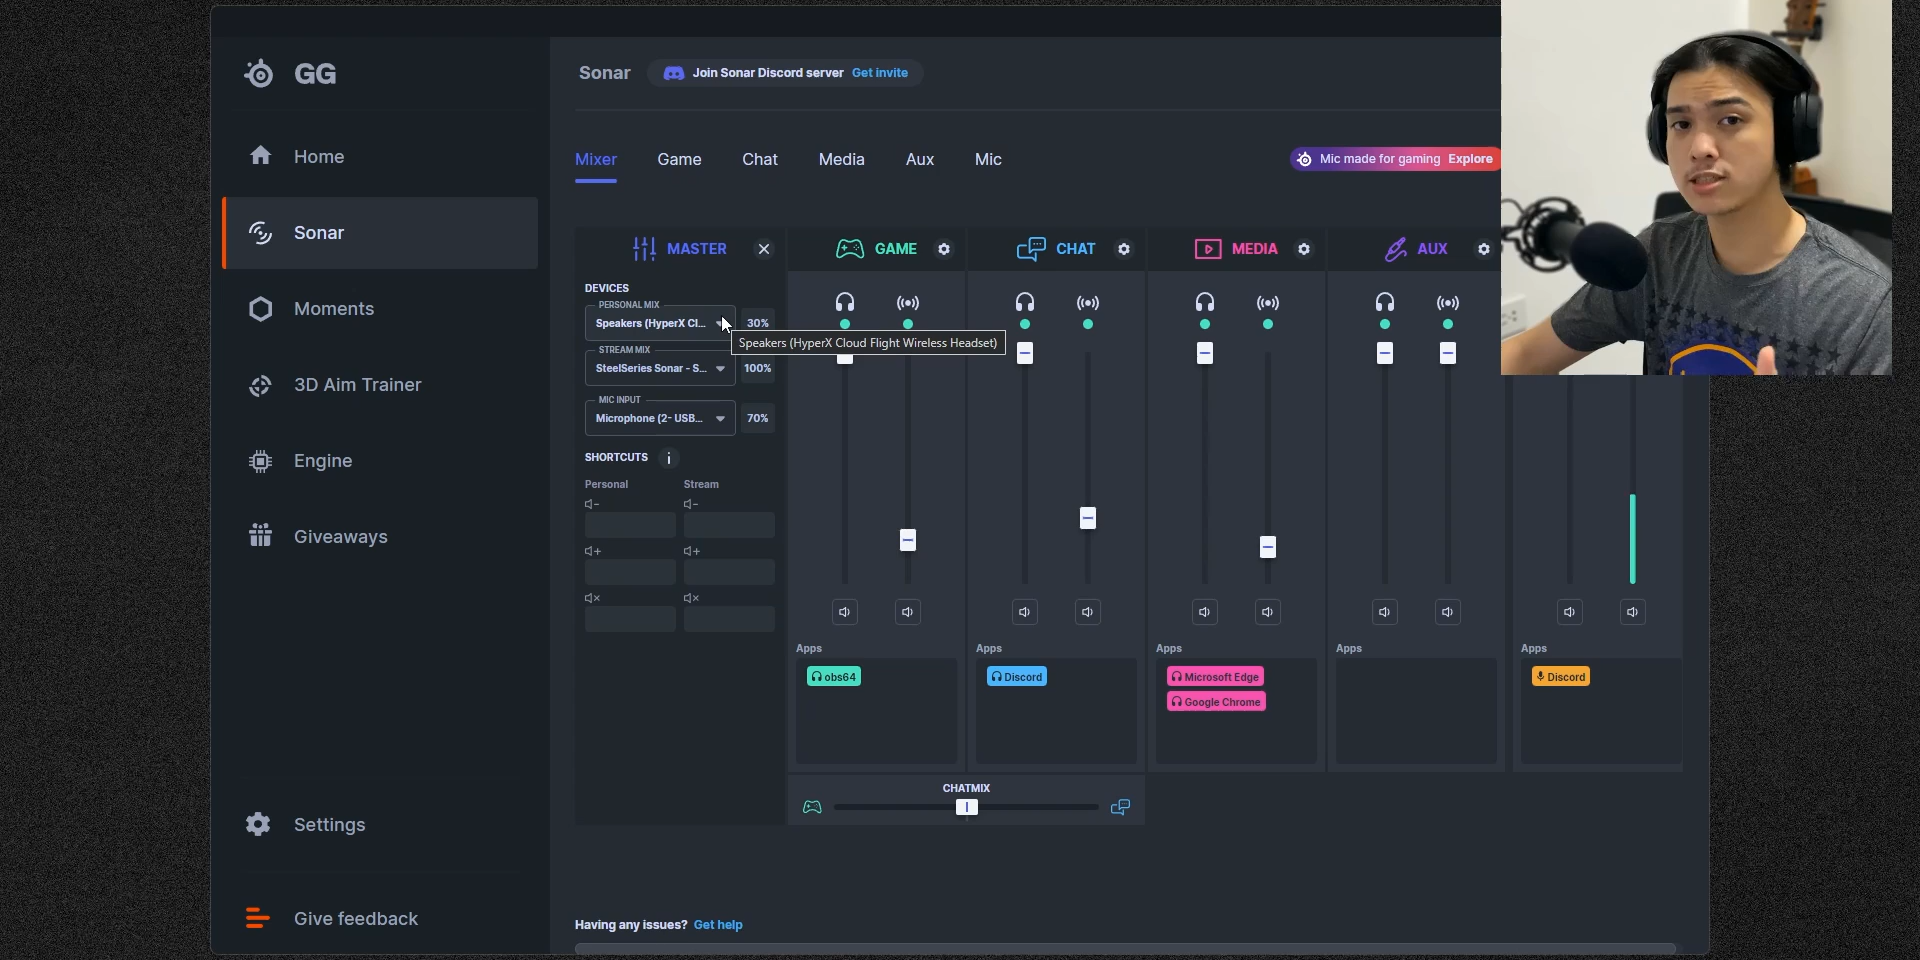 GG
Home
Sonar
Moments
3D Aim Trainer
Engine
Giveaways
Settings
Give feedback
Sonar
Join Sonar Discord server Get invite
Mixer Game Chat Media Aux Mic
Mic made for gaming Explore
MASTER
GAME
CHAT
MEDIA
AUX
DEVICES
PERSONAL MIX
Speakers (HyperX Cl... 30%
Speakers (HyperX Cloud Flight Wireless Headset)
STREAM MIX
SteelSeries Sonar - S... 100%
MIC INPUT
Microphone (2- USB... 70%
SHORTCUTS i
Personal Stream
Apps
obs64
Apps
Discord
Apps
Microsoft Edge
Google Chrome
Apps
Apps
Discord
CHATMIX
Having any issues? Get help